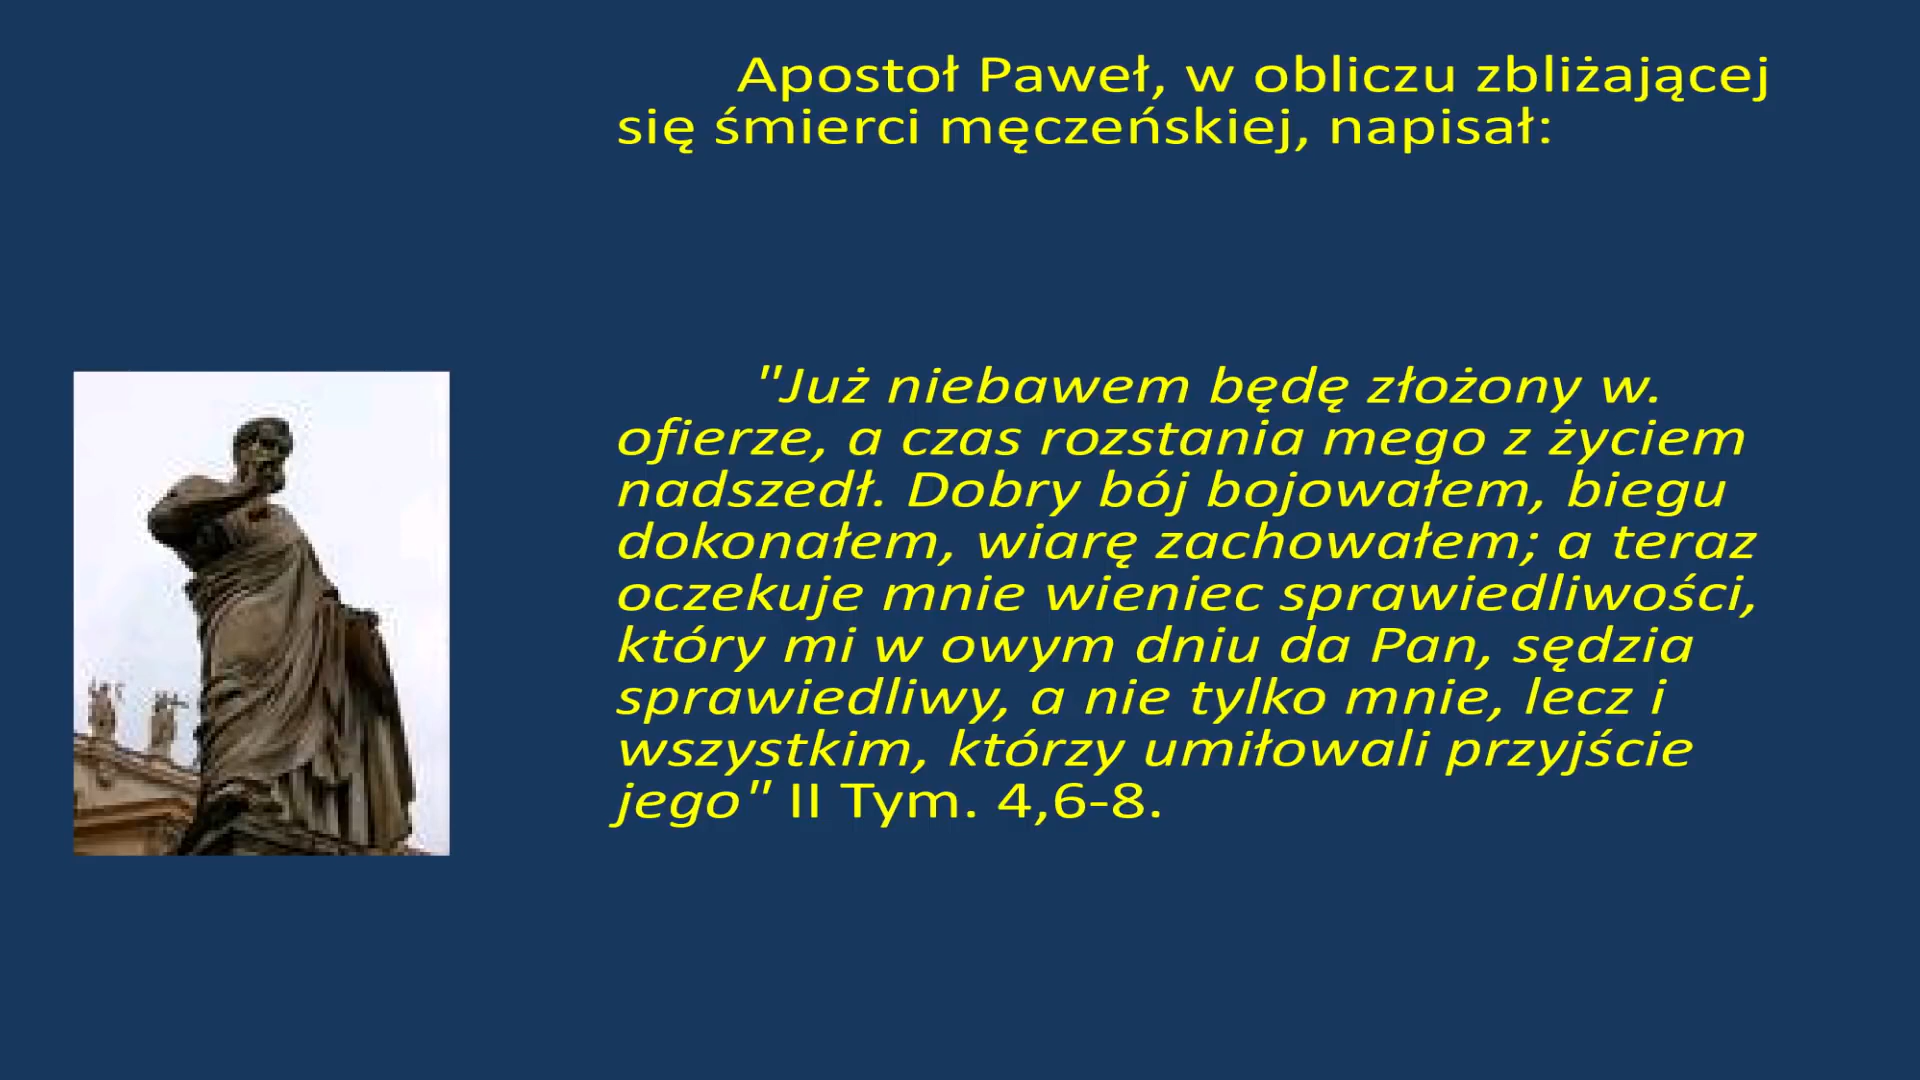 Apostoł Paweł, w obliczu zbliżającej
się śmierci męczeńskiej, napisał:
"Już niebawem będę złożony w.
ofierze, a czas rozstania mego z życiem
nadszedł. Dobry bój bojowałem, biegu
dokonałem, wiarę zachowałem; a teraz
oczekuje mnie wieniec sprawiedliwości,
który mi w owym dniu da Pan, sędzia
sprawiedliwy, a nie tylko mnie, lecz i
wszystkim, którzy umiłowali przyjście
jego" II Tym. 4,6-8.